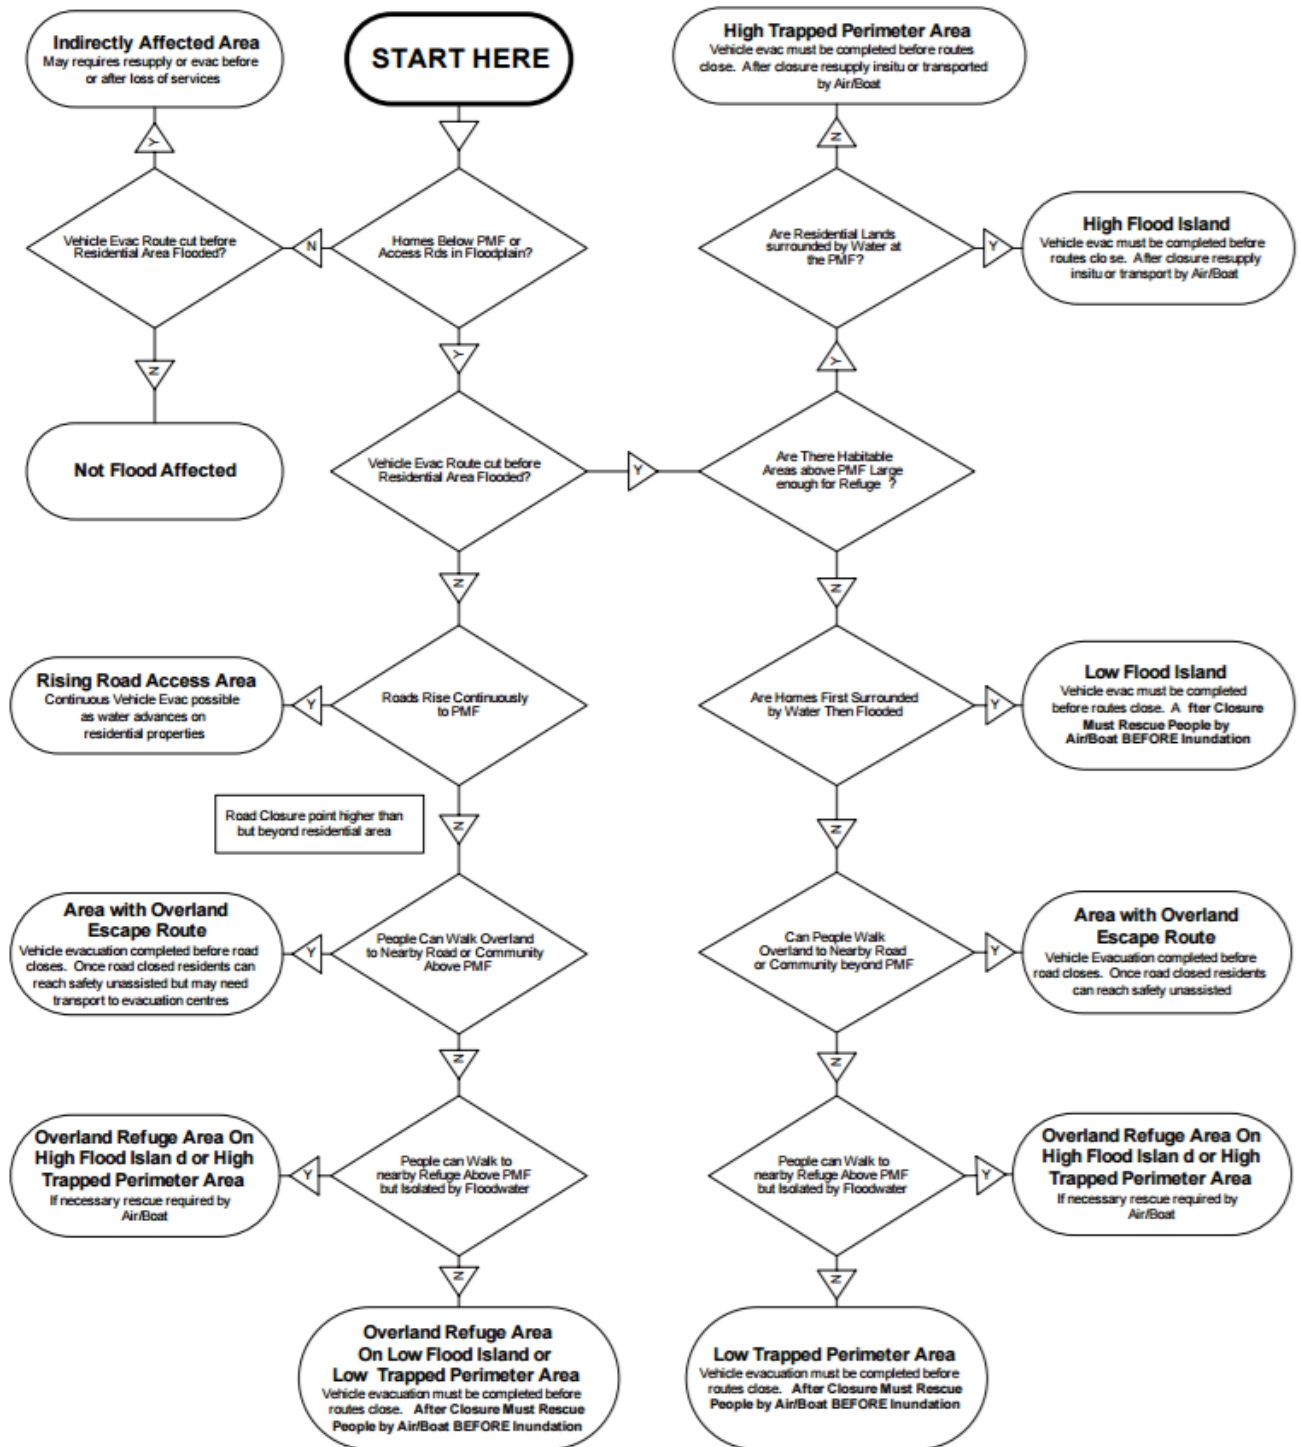 Indirectly Affected Area
May requires resupply or evac before
or after loss of services
START HERE
High Trapped Perimeter Area
Vehicle evac must be completed before routes
close. After closure resupply insitu or transported
by Air/Boat
Y
N
Vehicle Evac Route cut before
Residential Area Flooded?
N
Homes Below PMF or
Access Rds in Floodplain?
Are Residential Lands
surrounded by Water at
the PMF?
Y
High Flood Island
Vehicle evac must be completed before
routes clo se. After closure resupply
insitu or transport by Air/Boat
N
Y
Y
Not Flood Affected
Vehicle Evac Route cut before
Residential Area Flooded?
Y
Are There Habitable
Areas above PMF Large
enough for Refuge ?
N
N
Rising Road Access Area
Continuous Vehicle Evac possible
as water advances on
residential properties
Y
Roads Rise Continuously
to PMF
Are Homes First Surrounded
by Water Then Flooded
Y
Low Flood Island
Vehicle evac must be completed
before routes close. A fter Closure
Must Rescue People by
Air/Boat BEFORE Inundation
Road Closure point higher than
but beyond residential area
N
N
Area with Overland
Escape Route
Vehicle evacuation completed before road
closes. Once road closed residents can
reach safety unassisted but may need
transport to evacuation centres
Y
People Can Walk Overland
to Nearby Road or Community
Above PMF
Can People Walk
Overland to Nearby Road
or Community beyond PMF
Y
Area with Overland
Escape Route
Vehicle Evacuation completed before
road closes. Once road closed residents
can reach safety unassisted
N
N
Overland Refuge Area On
High Flood Islan d or High
Trapped Perimeter Area
If necessary rescue required by
Air/Boat
Y
People can Walk to
nearby Refuge Above PMF
but Isolated by Floodwater
People can Walk to
nearby Refuge Above PMF
but Isolated by Floodwater
Y
Overland Refuge Area On
High Flood Islan d or High
Trapped Perimeter Area
If necessary rescue required by
Air/Boat
N
N
Overland Refuge Area
On Low Flood Island or
Low Trapped Perimeter Area
Vehicle evacuation must be completed before
routes close. After Closure Must Rescue
People by Air/Boat BEFORE Inundation
Low Trapped Perimeter Area
Vehicle evacuation must be completed before
routes close. After Closure Must Rescue
People by Air/Boat BEFORE Inundation